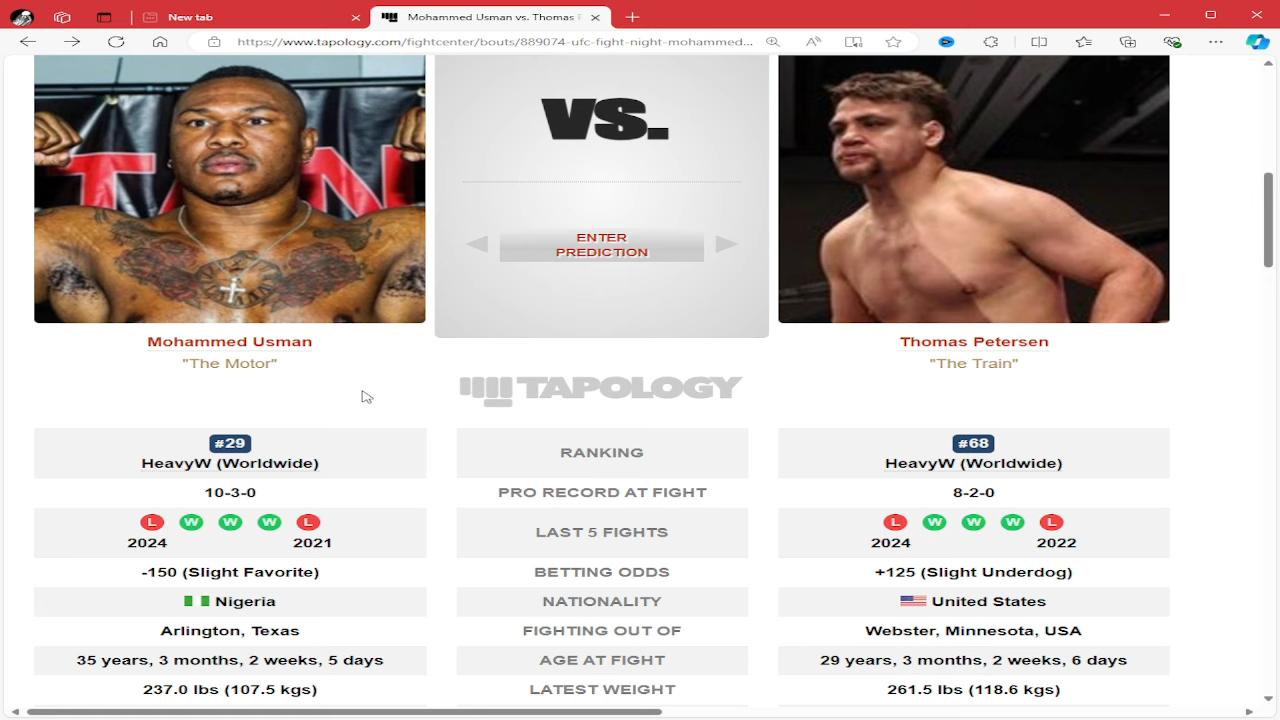 New tab
Mohammed Usman vs. Thomas
https://www.tapology.com/fightcenter/bouts/889074-ufc-fight-night-mohammed...
VS.
ENTER
PREDICTION
Mohammed Usman
"The Motor"
Thomas Petersen
"The Train"
TAPOLOGY
#29
HeavyW (Worldwide)
RANKING
#68
HeavyW (Worldwide)
10-3-0
PRO RECORD AT FIGHT
8-2-0
L W W W L
2024 2021
LAST 5 FIGHTS
L W W W L
2024 2022
-150 (Slight Favorite)
BETTING ODDS
+125 (Slight Underdog)
Nigeria
NATIONALITY
United States
Arlington, Texas
FIGHTING OUT OF
Webster, Minnesota, USA
35 years, 3 months, 2 weeks, 5 days
AGE AT FIGHT
29 years, 3 months, 2 weeks, 6 days
237.0 lbs (107.5 kgs)
LATEST WEIGHT
261.5 lbs (118.6 kgs)